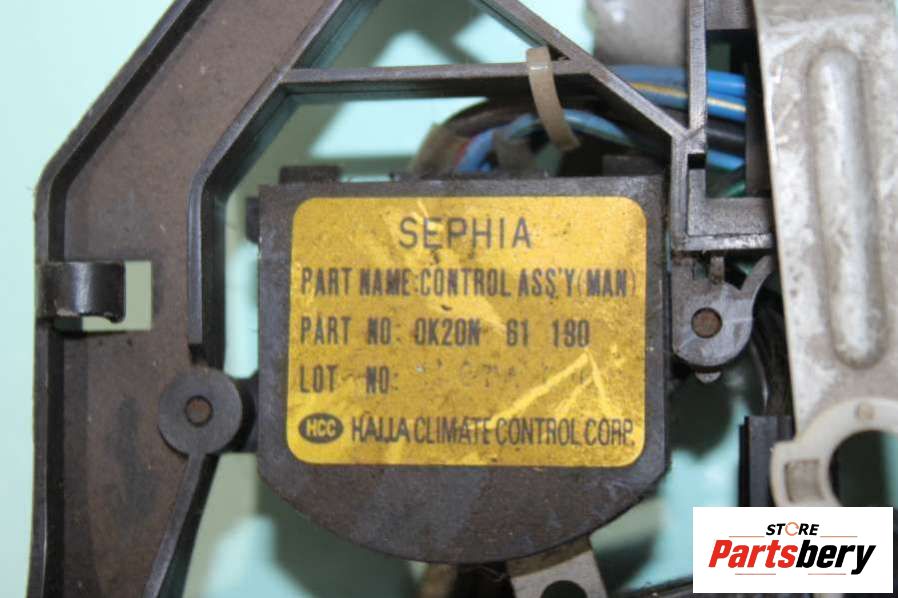 SEPHIA
PART NAME:CONTROL ASS'Y(MAN)
PART NO: 0K20N 61 190
LOT NO:
HCC HALLA CLIMATE CONTROL CORP.
STORE
Partsbery